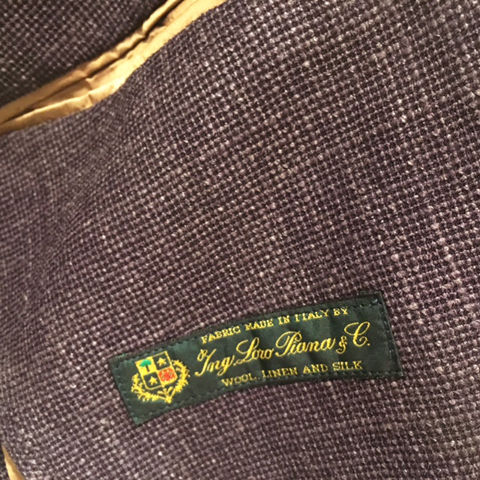 FABRIC MADE IN ITALY BY
Ing. Loro Piana & C.
WOOL, LINEN AND SILK